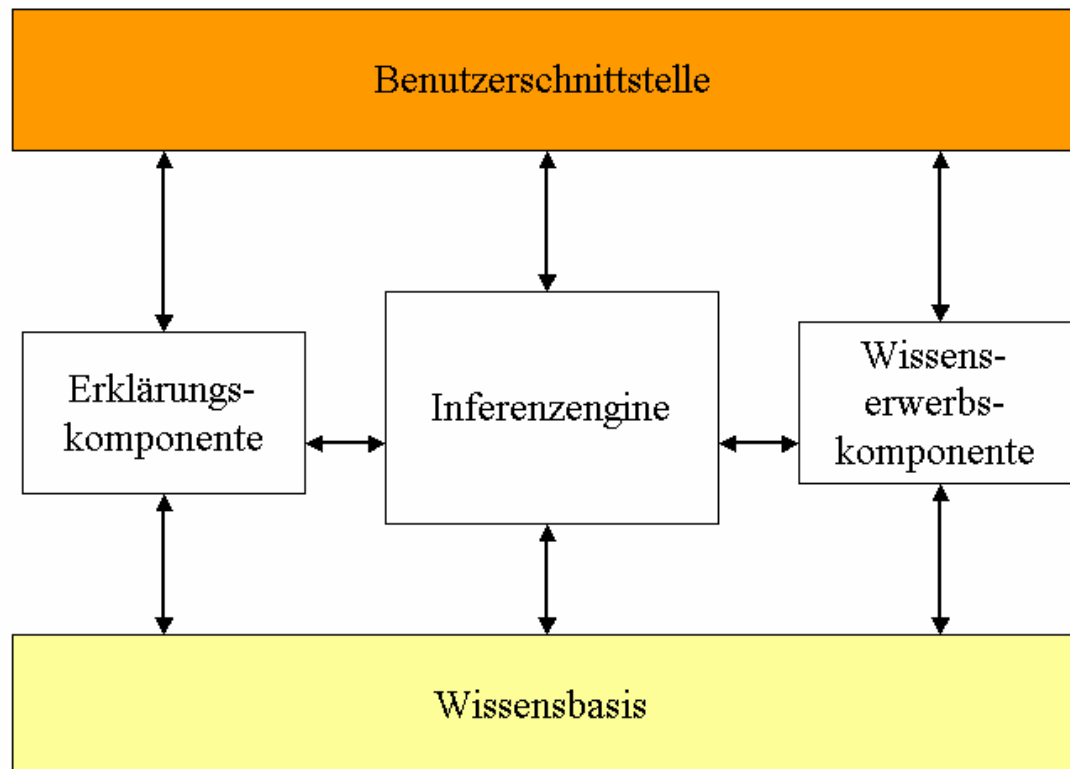 Benutzerschnittstelle
Erklärungs-
komponente
Inferenzengine
Wissens-
erwerbs-
komponente
Wissensbasis